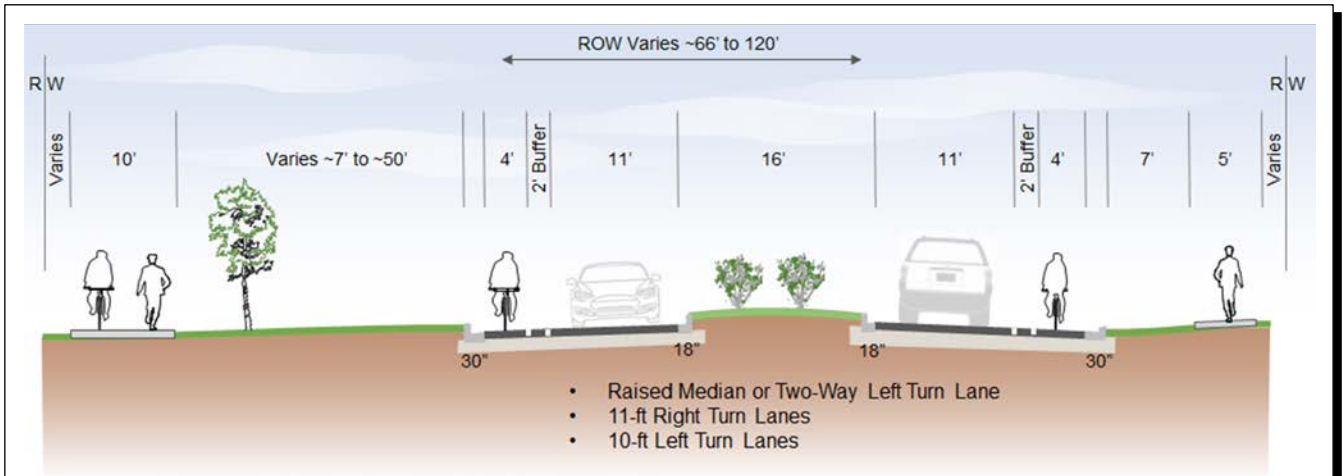 ROW Varies ~66' to 120'
R W
R W
Varies
10'
Varies ~7' to ~50'
4'
2' Buffer
11'
16'
11'
2' Buffer
4'
7'
5'
Varies
30"
18"
18"
30"
• Raised Median or Two-Way Left Turn Lane
• 11-ft Right Turn Lanes
• 10-ft Left Turn Lanes